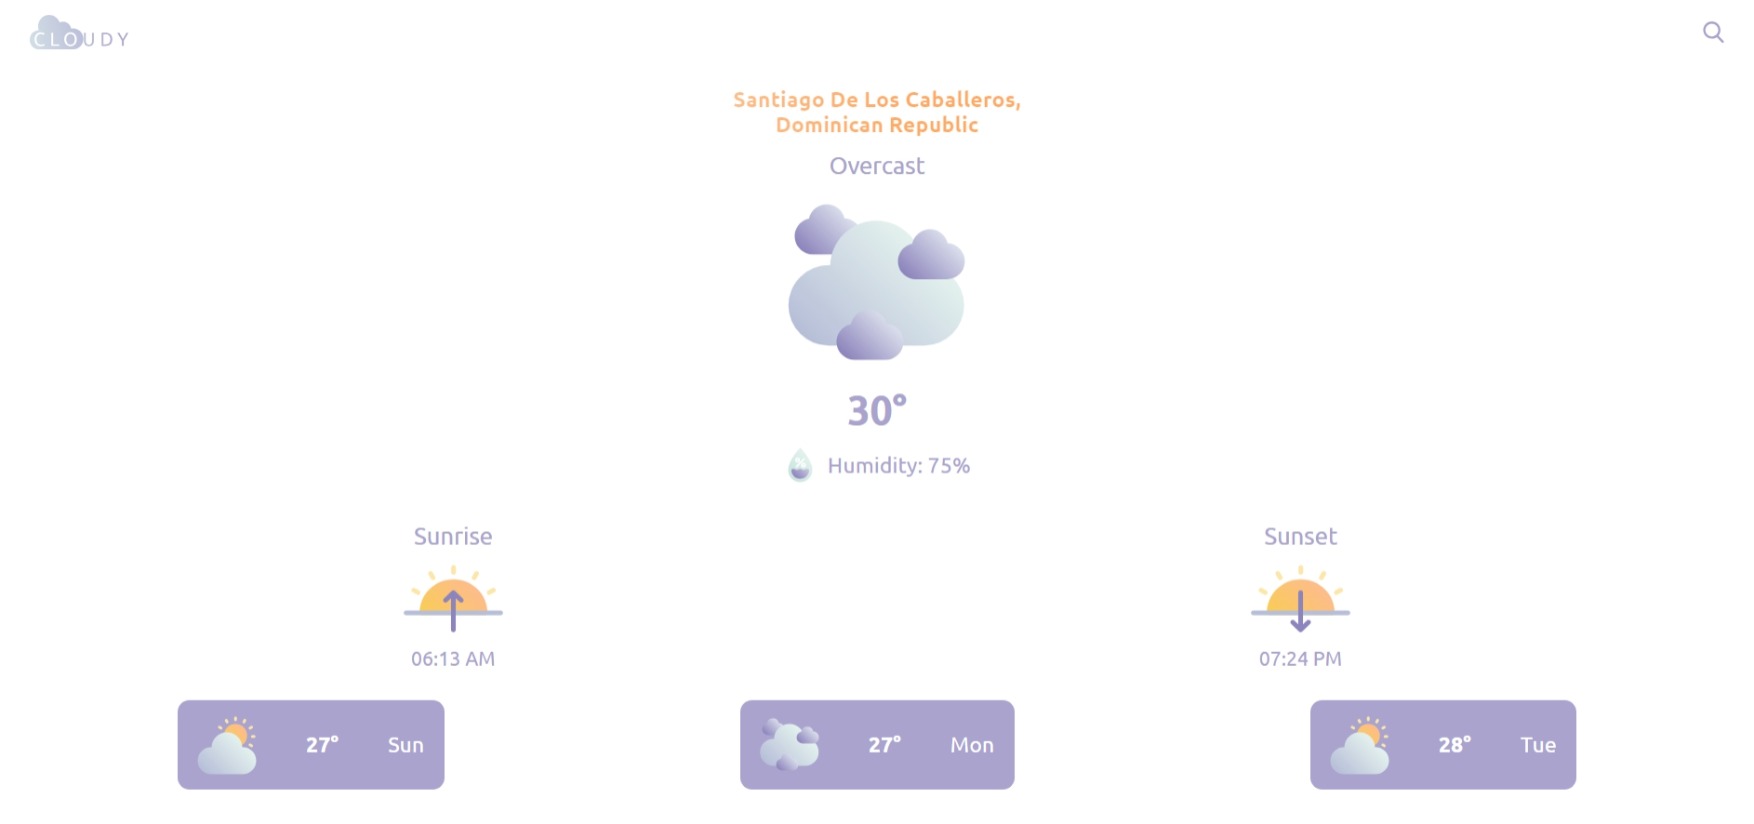 CLOUDY
Santiago De Los Caballeros,
Dominican Republic
Overcast
30°
Humidity: 75%
Sunrise
Sunset
06:13 AM
07:24 PM
27° Sun
27° Mon
28° Tue